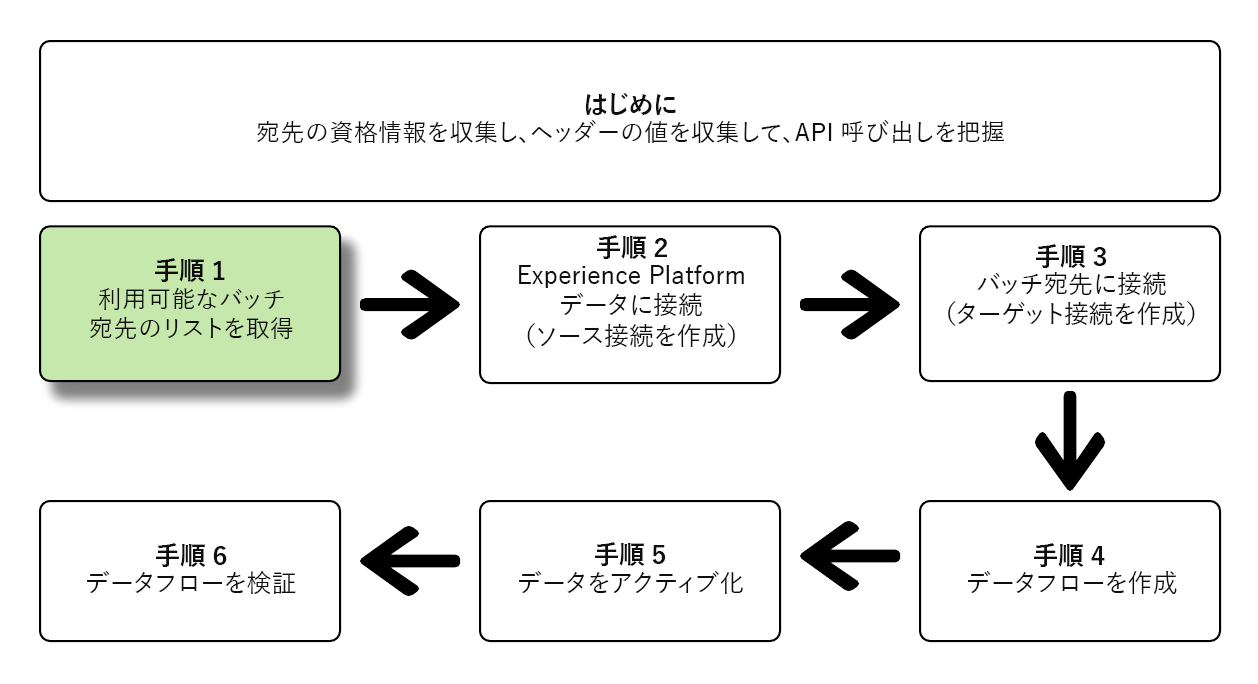 はじめに
宛先の資格情報を収集し、ヘッダーの値を収集して、API 呼び出しを把握
手順 1
利用可能なバッチ
宛先のリストを取得
手順 2
Experience Platform
データに接続
（ソース接続を作成）
手順 3
バッチ宛先に接続
（ターゲット接続を作成）
手順 4
データフローを作成
手順 5
データをアクティブ化
手順 6
データフローを検証